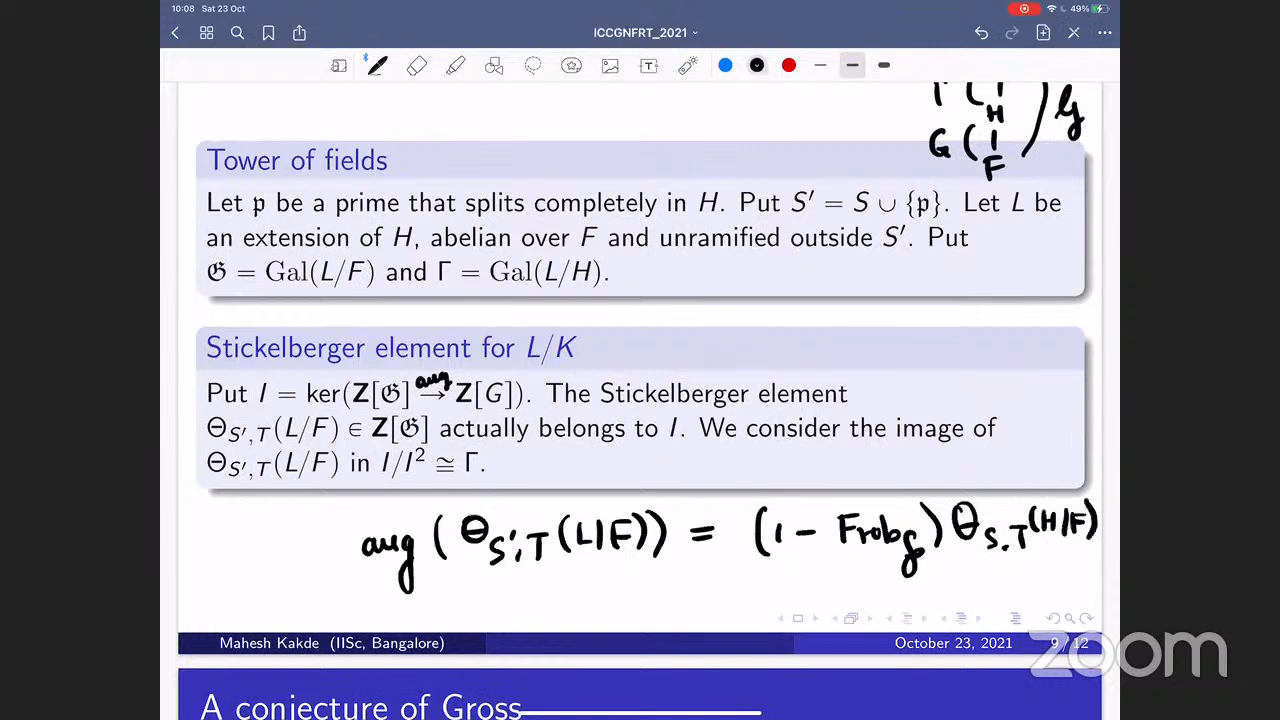 10:08 Sat 23 Oct
49%
ICCGNFRT_2021
H
G
F
Tower of fields
Let 𝔭 be a prime that splits completely in H. Put S′ = S ∪ {𝔭}. Let L be
an extension of H, abelian over F and unramified outside S′. Put
𝔊 = Gal(L/F) and Γ = Gal(L/H).
Stickelberger element for L/K
aug
Put I = ker(Z[𝔊] → Z[G]). The Stickelberger element
Θ_{S′,T}(L/F) ∈ Z[𝔊] actually belongs to I. We consider the image of
Θ_{S′,T}(L/F) in I/I² ≅ Γ.
aug (Θ_{S′,T}(L/F)) = (1 − Frob_𝔭) Θ_{S,T}(H/F)
Mahesh Kakde (IISc, Bangalore) October 23, 2021 9 / 12
zoom
A conjecture of Gross